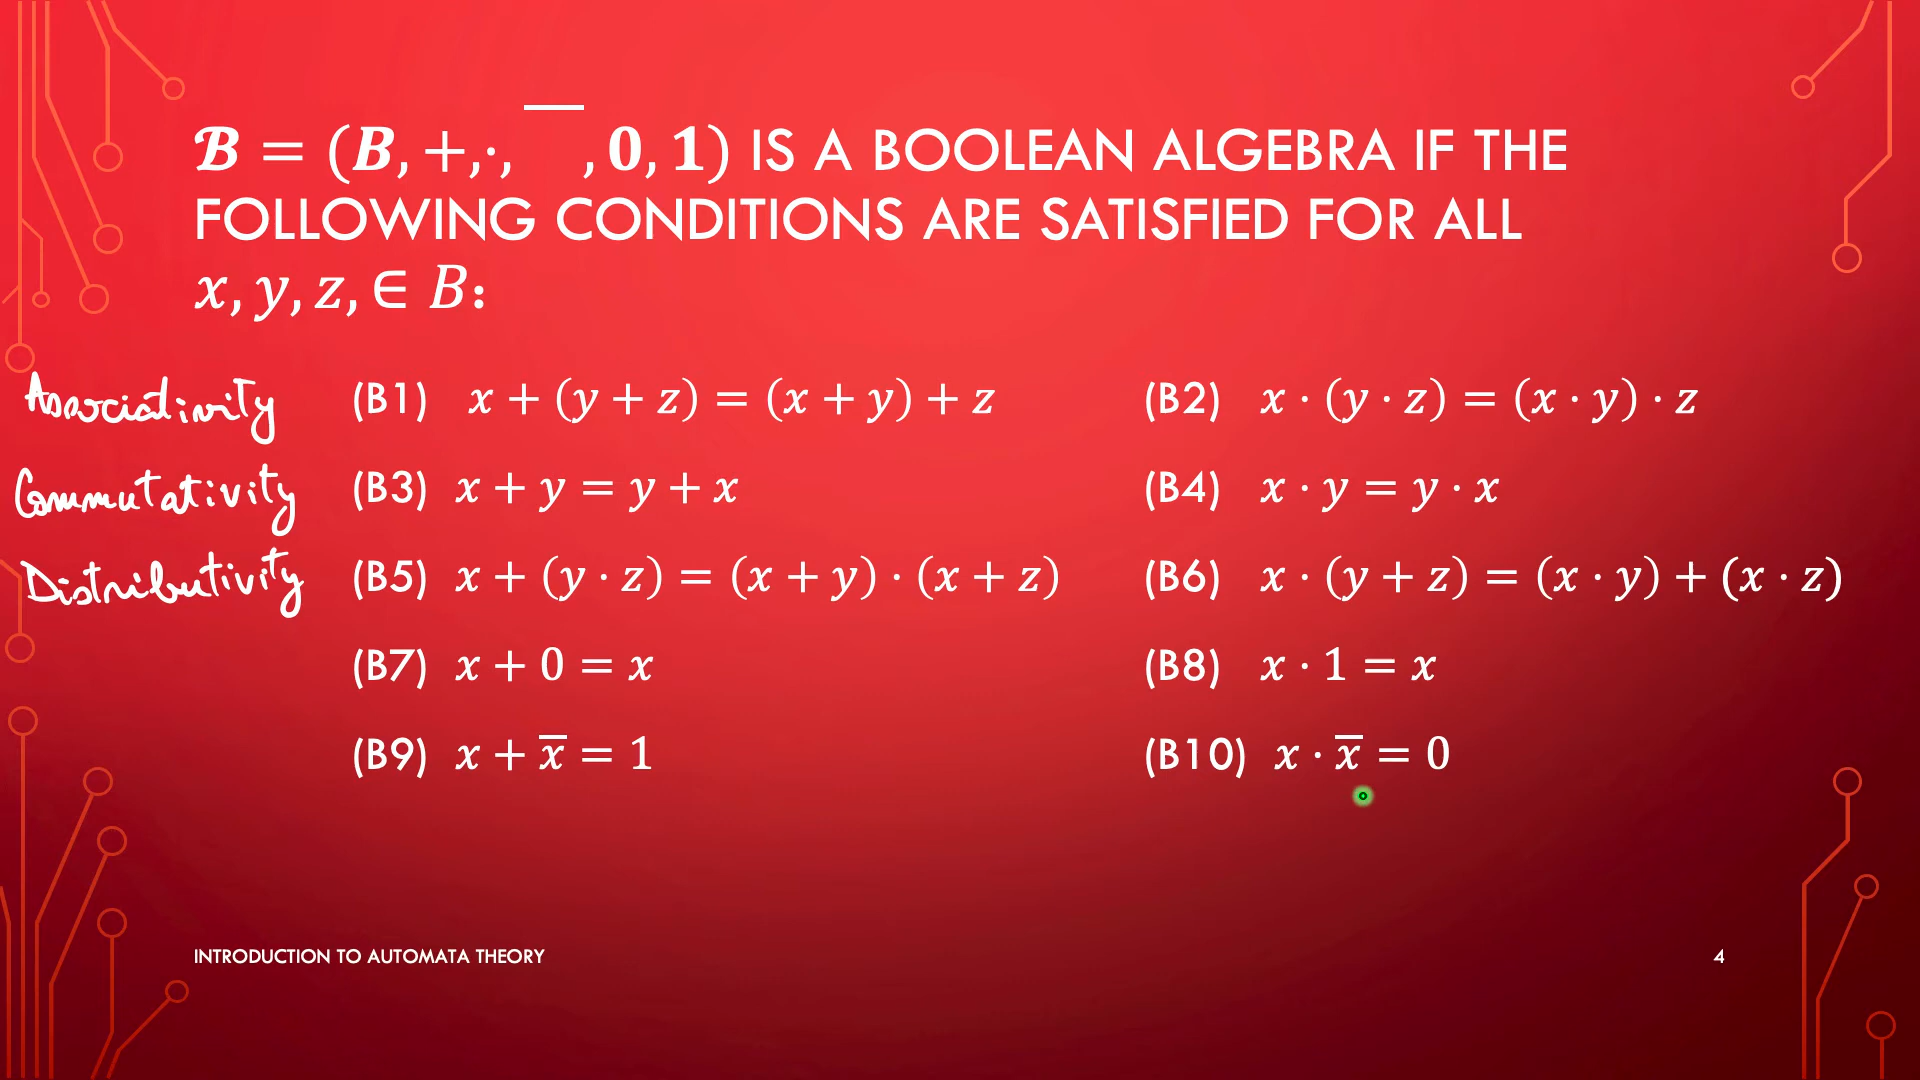 𝓑 = (𝑩, +,·, ‾ , 𝟎, 𝟏) IS A BOOLEAN ALGEBRA IF THE
FOLLOWING CONDITIONS ARE SATISFIED FOR ALL
x, y, z, ∈ B:
Associativity (B1) x + (y + z) = (x + y) + z (B2) x · (y · z) = (x · y) · z
Commutativity (B3) x + y = y + x (B4) x · y = y · x
Distributivity (B5) x + (y · z) = (x + y) · (x + z) (B6) x · (y + z) = (x · y) + (x · z)
(B7) x + 0 = x (B8) x · 1 = x
(B9) x + x̅ = 1 (B10) x · x̅ = 0
INTRODUCTION TO AUTOMATA THEORY 4